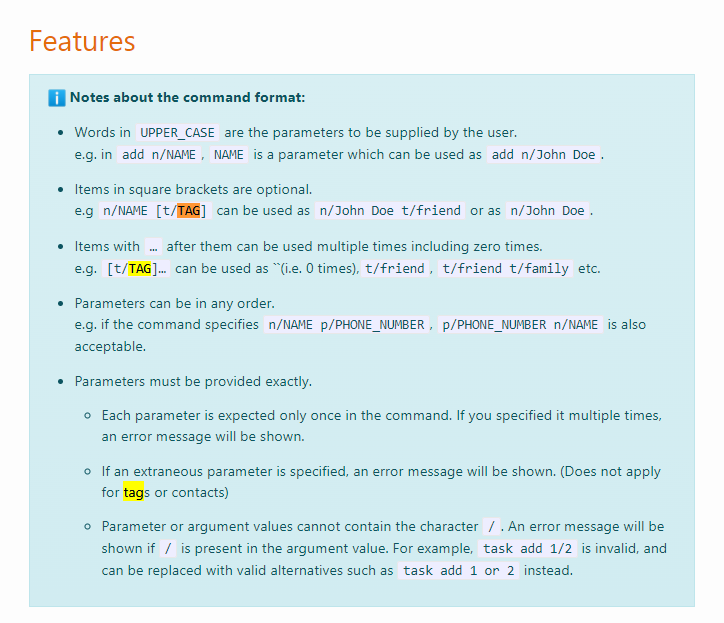 Features
Notes about the command format:
• Words in UPPER_CASE are the parameters to be supplied by the user.
e.g. in add n/NAME, NAME is a parameter which can be used as add n/John Doe.
• Items in square brackets are optional.
e.g n/NAME [t/TAG] can be used as n/John Doe t/friend or as n/John Doe.
• Items with … after them can be used multiple times including zero times.
e.g. [t/TAG]… can be used as ``(i.e. 0 times), t/friend, t/friend t/family etc.
• Parameters can be in any order.
e.g. if the command specifies n/NAME p/PHONE_NUMBER, p/PHONE_NUMBER n/NAME is also
acceptable.
• Parameters must be provided exactly.
◦ Each parameter is expected only once in the command. If you specified it multiple times,
an error message will be shown.
◦ If an extraneous parameter is specified, an error message will be shown. (Does not apply
for tags or contacts)
◦ Parameter or argument values cannot contain the character /. An error message will be
shown if / is present in the argument value. For example, task add 1/2 is invalid, and
can be replaced with valid alternatives such as task add 1 or 2 instead.